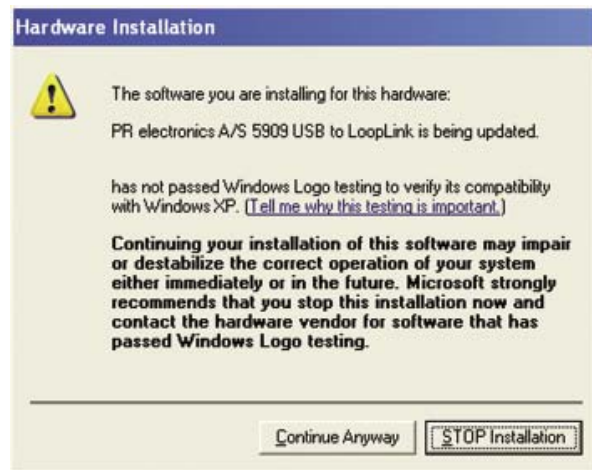 Hardware Installation
The software you are installing for this hardware:
PR electronics A/S 5909 USB to LoopLink is being updated.
has not passed Windows Logo testing to verify its compatibility
with Windows XP. (Tell me why this testing is important.)
Continuing your installation of this software may impair
or destabilize the correct operation of your system
either immediately or in the future. Microsoft strongly
recommends that you stop this installation now and
contact the hardware vendor for software that has
passed Windows Logo testing.
Continue Anyway
STOP Installation